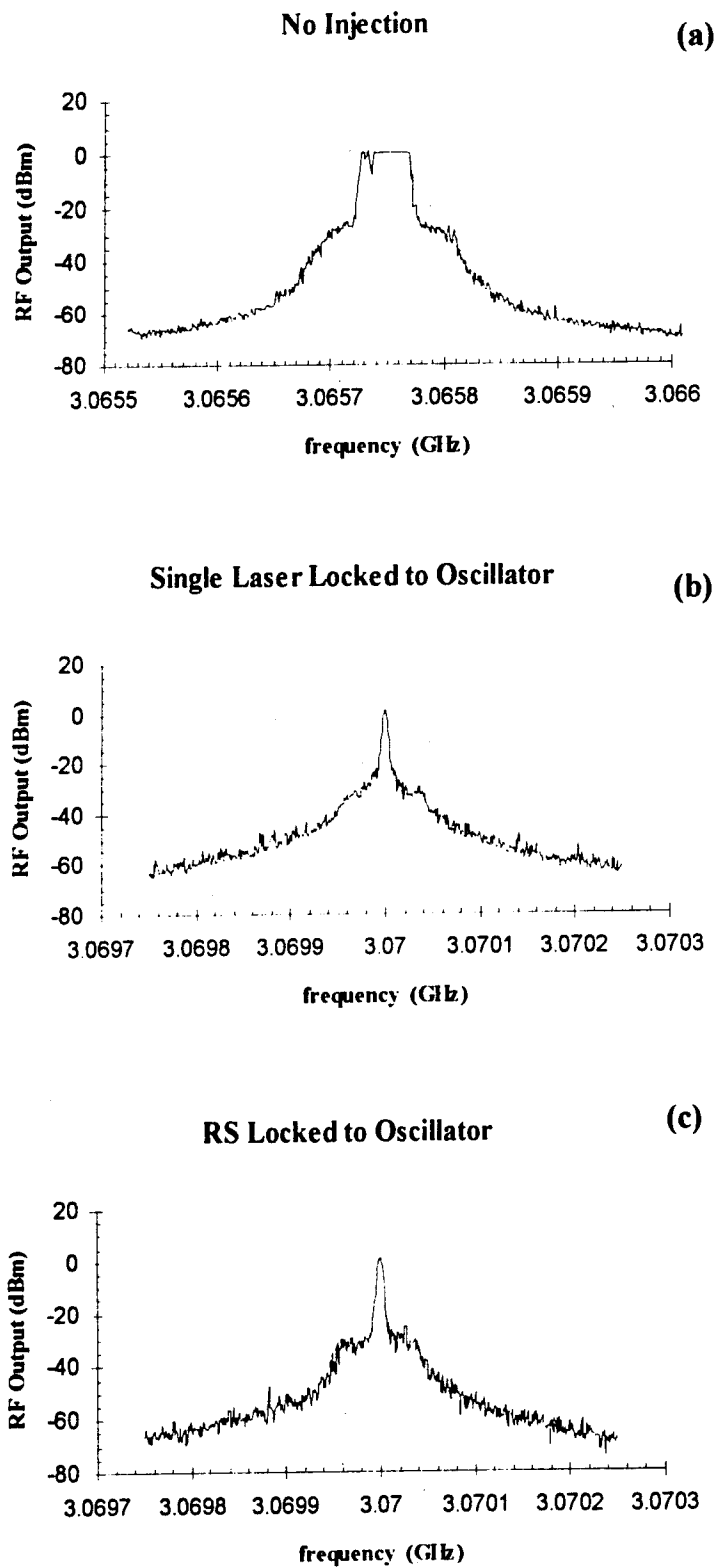 No Injection
(a)
20
0
-20
-40
-60
-80
RF Output (dBm)
3.0655 3.0656 3.0657 3.0658 3.0659 3.066
frequency (GHz)
Single Laser Locked to Oscillator
(b)
20
0
-20
-40
-60
-80
RF Output (dBm)
3.0697 3.0698 3.0699 3.07 3.0701 3.0702 3.0703
frequency (GHz)
RS Locked to Oscillator
(c)
20
0
-20
-40
-60
-80
RF Output (dBm)
3.0697 3.0698 3.0699 3.07 3.0701 3.0702 3.0703
frequency (GHz)